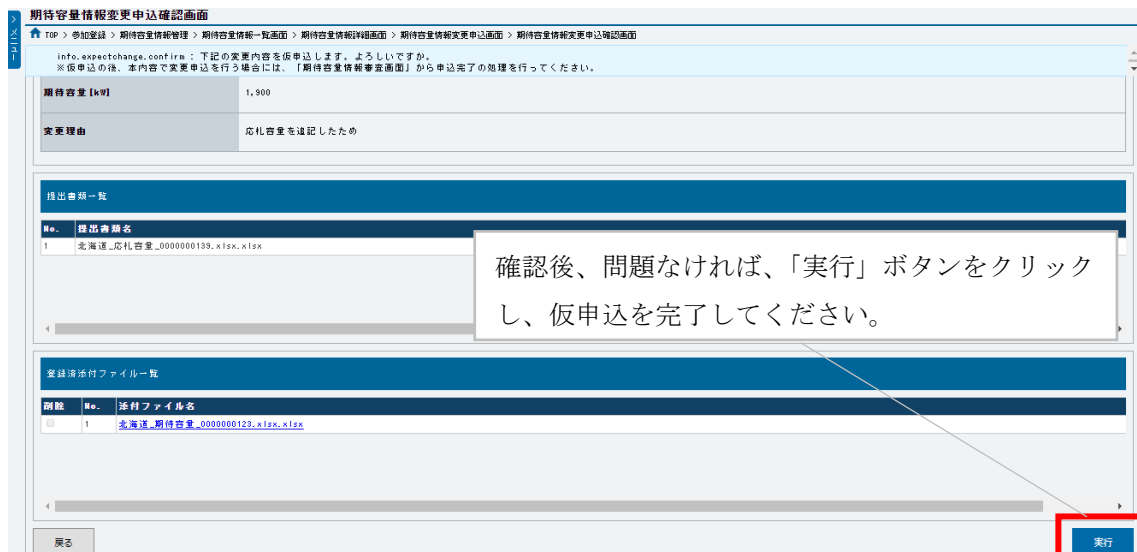 期待容量情報変更申込確認画面
> メニュー
TOP > 参加登録 > 期待容量情報管理 > 期待容量情報一覧画面 > 期待容量情報詳細画面 > 期待容量情報変更申込画面 > 期待容量情報変更申込確認画面
info.expectchange.confirm : 下記の変更内容を仮申込します。よろしいですか。
※仮申込の後、本内容で変更申込を行う場合には、「期待容量情報審査画面」から申込完了の処理を行ってください。
期待容量[kW] 1,900
変更理由 応札容量を追記したため
提出書類一覧
No. 提出書類名
1 北海道_応札容量_0000000139.xlsx.xlsx
確認後、問題なければ、「実行」ボタンをクリック
し、仮申込を完了してください。
登録済添付ファイル一覧
削除 No. 添付ファイル名
1 北海道_期待容量_0000000123.xlsx.xlsx
戻る 実行